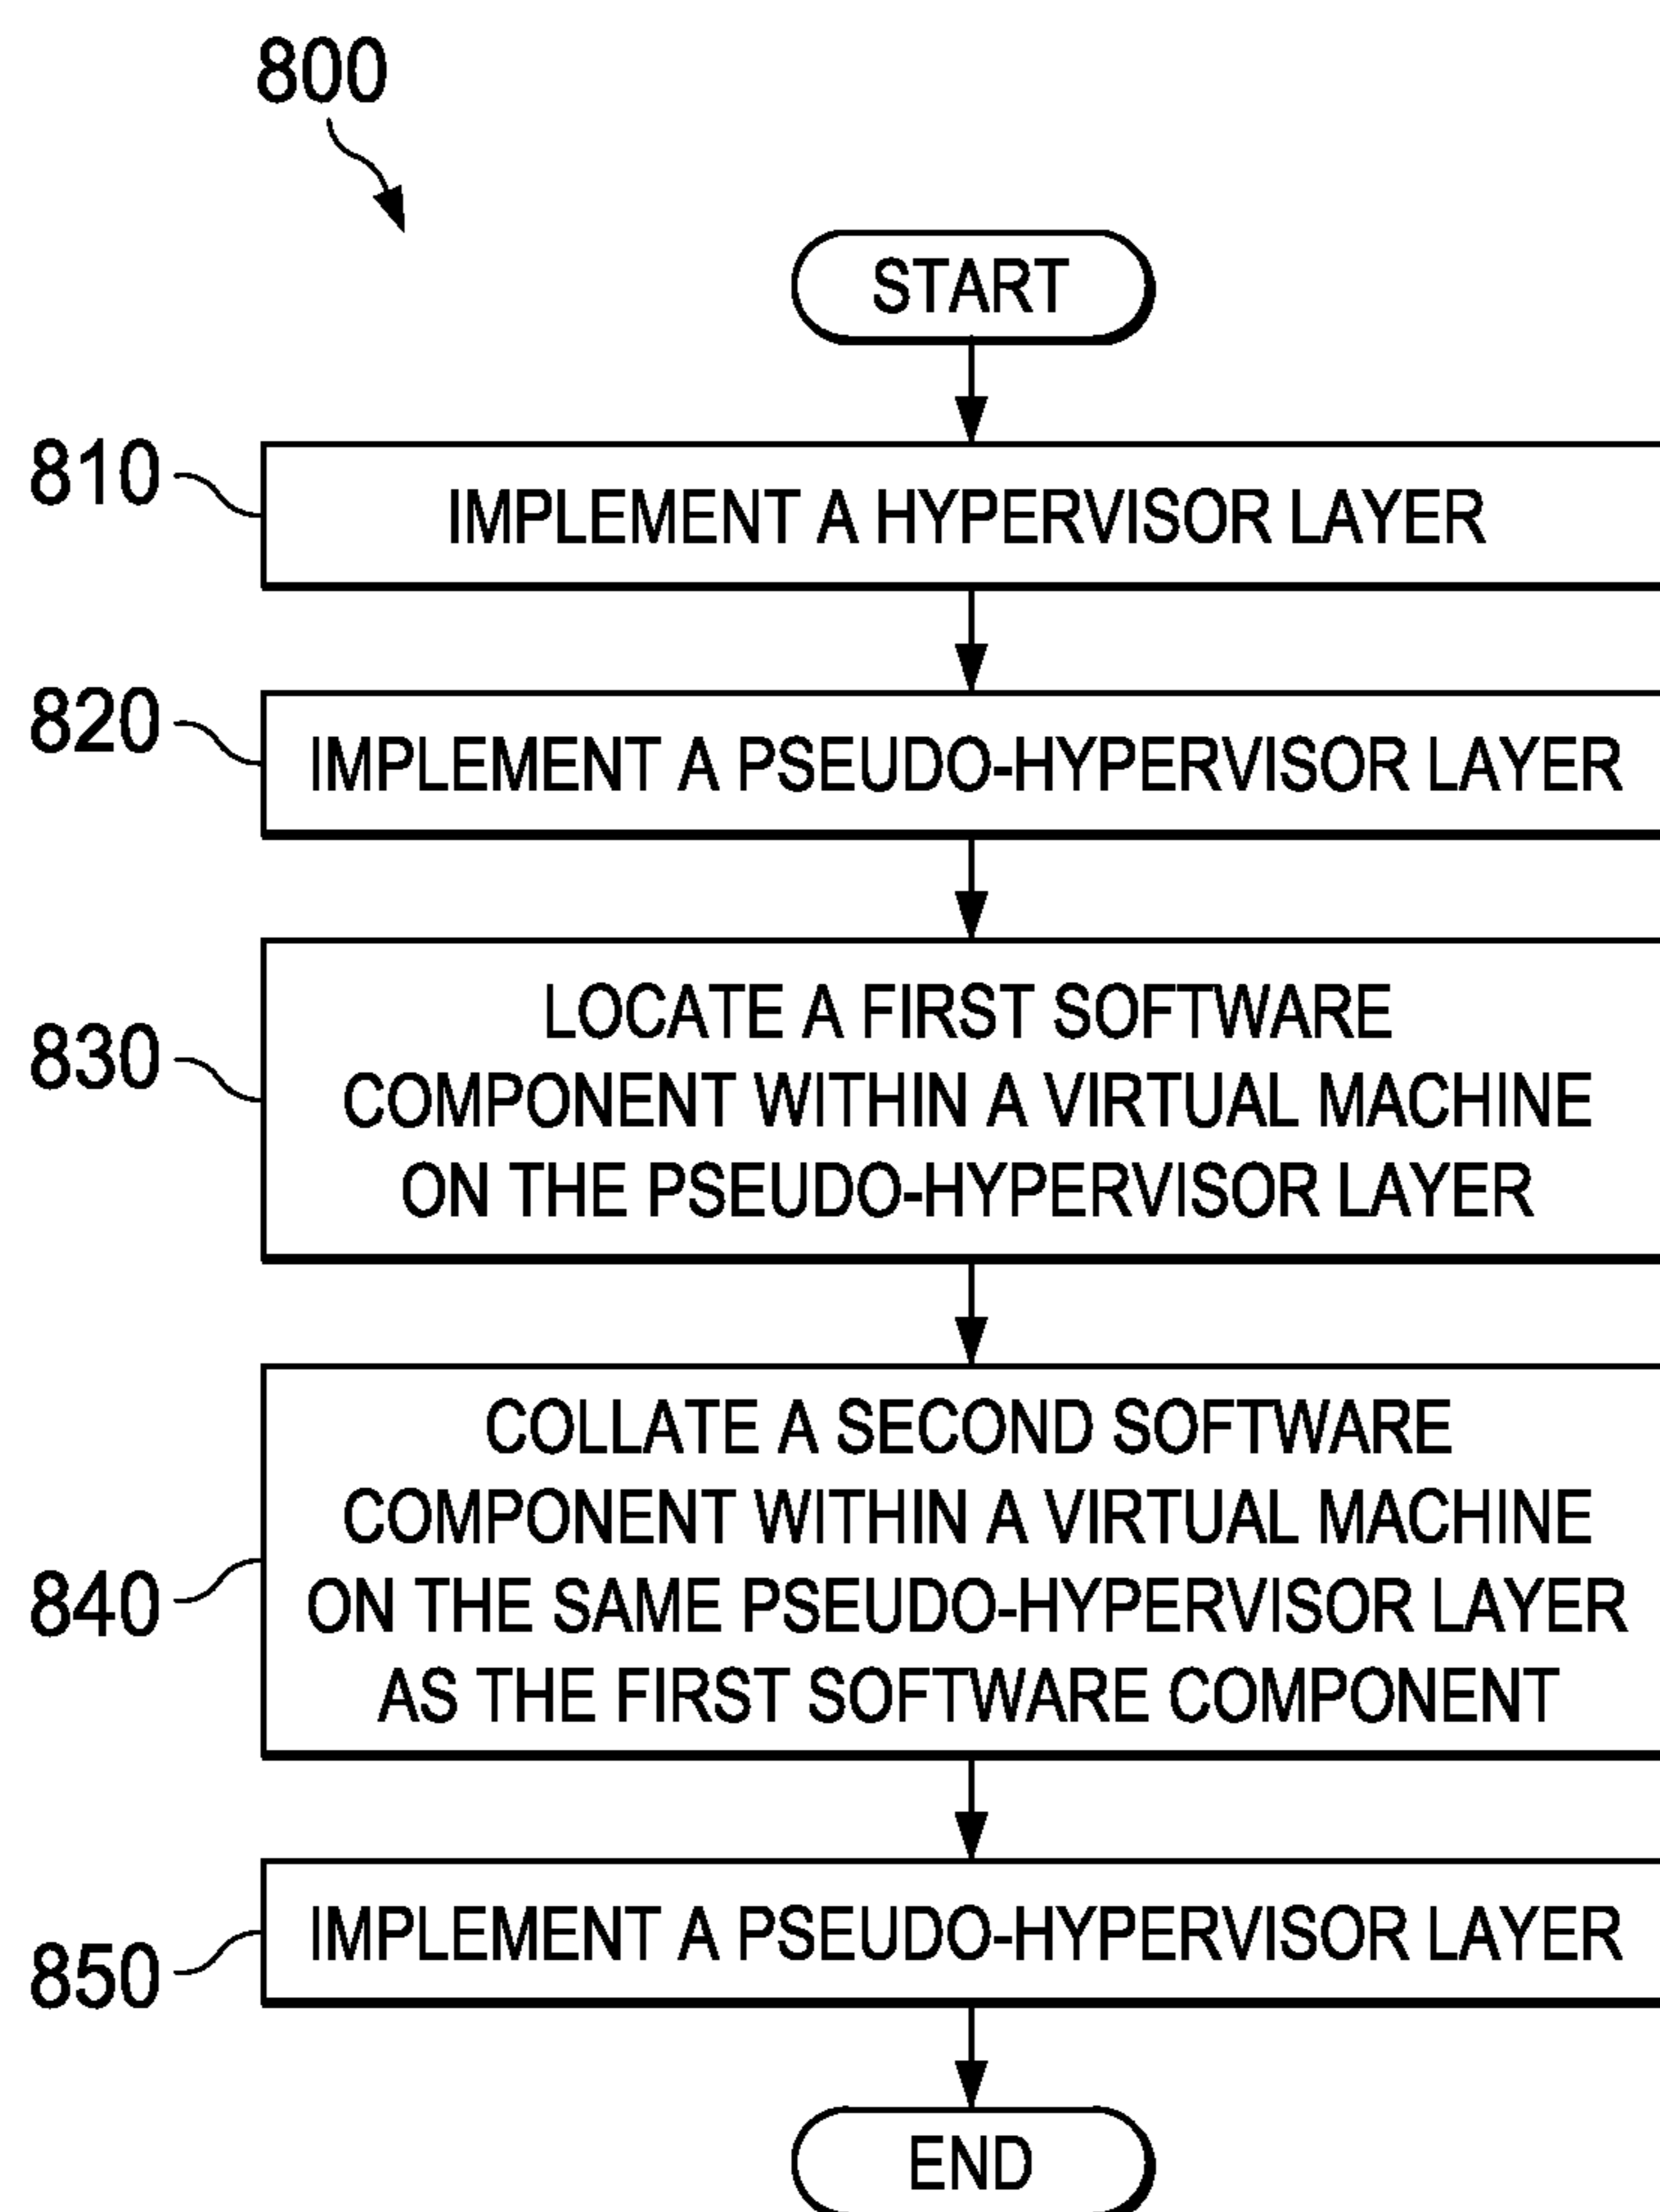 800
START
810
IMPLEMENT A HYPERVISOR LAYER
820
IMPLEMENT A PSEUDO-HYPERVISOR LAYER
830
LOCATE A FIRST SOFTWARE
COMPONENT WITHIN A VIRTUAL MACHINE
ON THE PSEUDO-HYPERVISOR LAYER
840
COLLATE A SECOND SOFTWARE
COMPONENT WITHIN A VIRTUAL MACHINE
ON THE SAME PSEUDO-HYPERVISOR LAYER
AS THE FIRST SOFTWARE COMPONENT
850
IMPLEMENT A PSEUDO-HYPERVISOR LAYER
END